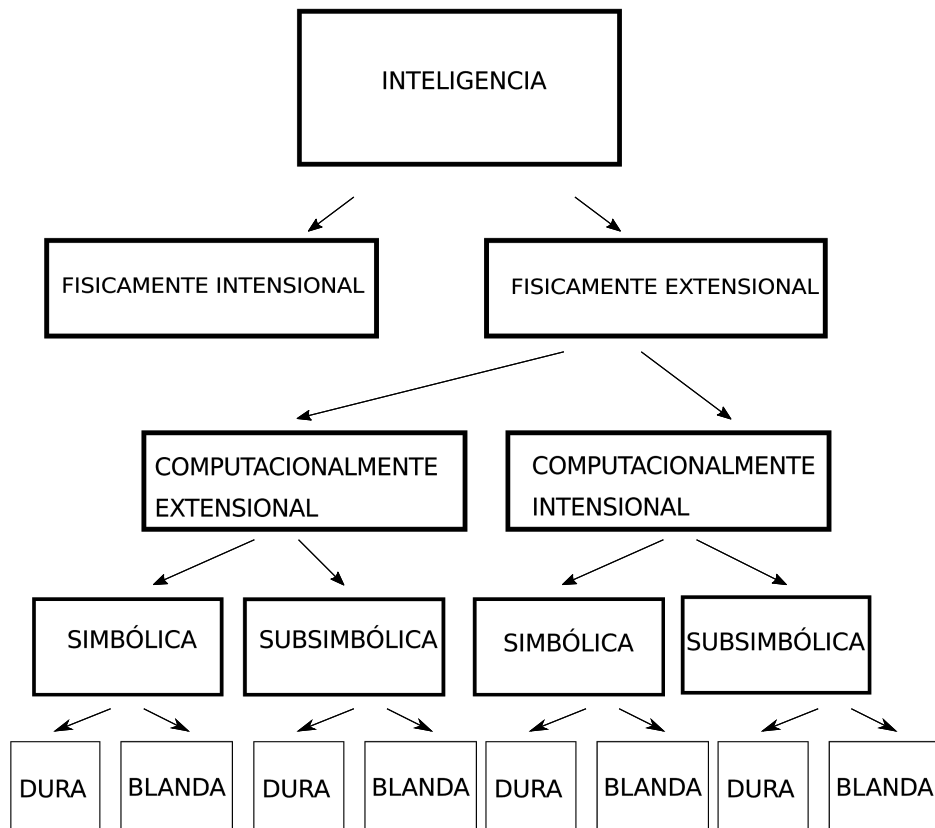 INTELIGENCIA
FISICAMENTE INTENSIONAL
FISICAMENTE EXTENSIONAL
COMPUTACIONALMENTE
EXTENSIONAL
COMPUTACIONALMENTE
INTENSIONAL
SIMBÓLICA
SUBSIMBÓLICA
SIMBÓLICA
SUBSIMBÓLICA
DURA
BLANDA
DURA
BLANDA
DURA
BLANDA
DURA
BLANDA